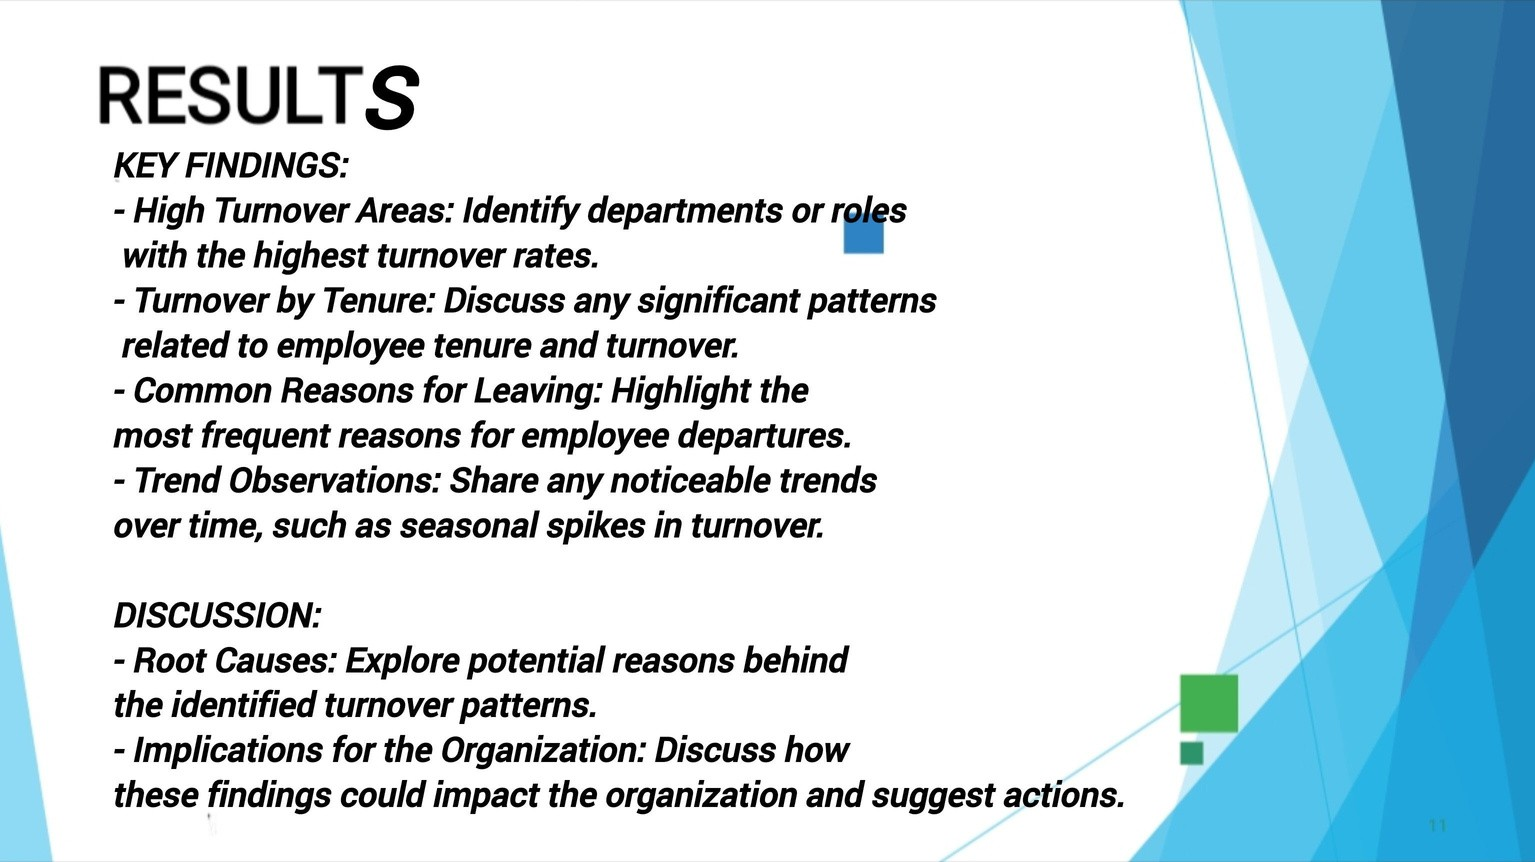 RESULTS
KEY FINDINGS:
- High Turnover Areas: Identify departments or roles
with the highest turnover rates.
- Turnover by Tenure: Discuss any significant patterns
related to employee tenure and turnover.
- Common Reasons for Leaving: Highlight the
most frequent reasons for employee departures.
- Trend Observations: Share any noticeable trends
over time, such as seasonal spikes in turnover.
DISCUSSION:
- Root Causes: Explore potential reasons behind
the identified turnover patterns.
- Implications for the Organization: Discuss how
these findings could impact the organization and suggest actions.
11